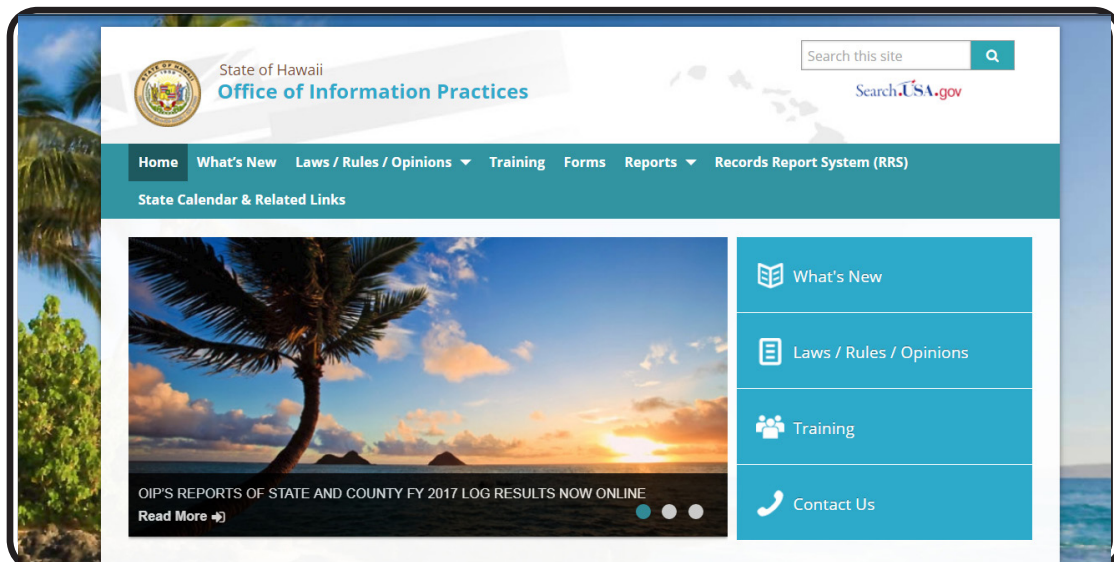 Search this site
State of Hawaii
Office of Information Practices
Search.USA.gov
Home What's New Laws / Rules / Opinions Training Forms Reports Records Report System (RRS)
State Calendar & Related Links
What's New
Laws / Rules / Opinions
Training
Contact Us
OIP'S REPORTS OF STATE AND COUNTY FY 2017 LOG RESULTS NOW ONLINE
Read More